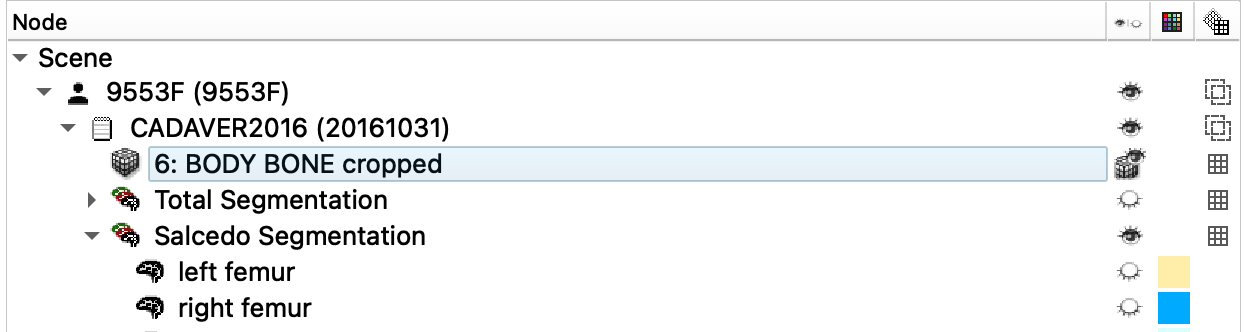 Node
Scene
9553F (9553F)
CADAVER2016 (20161031)
6: BODY BONE cropped
Total Segmentation
Salcedo Segmentation
left femur
right femur